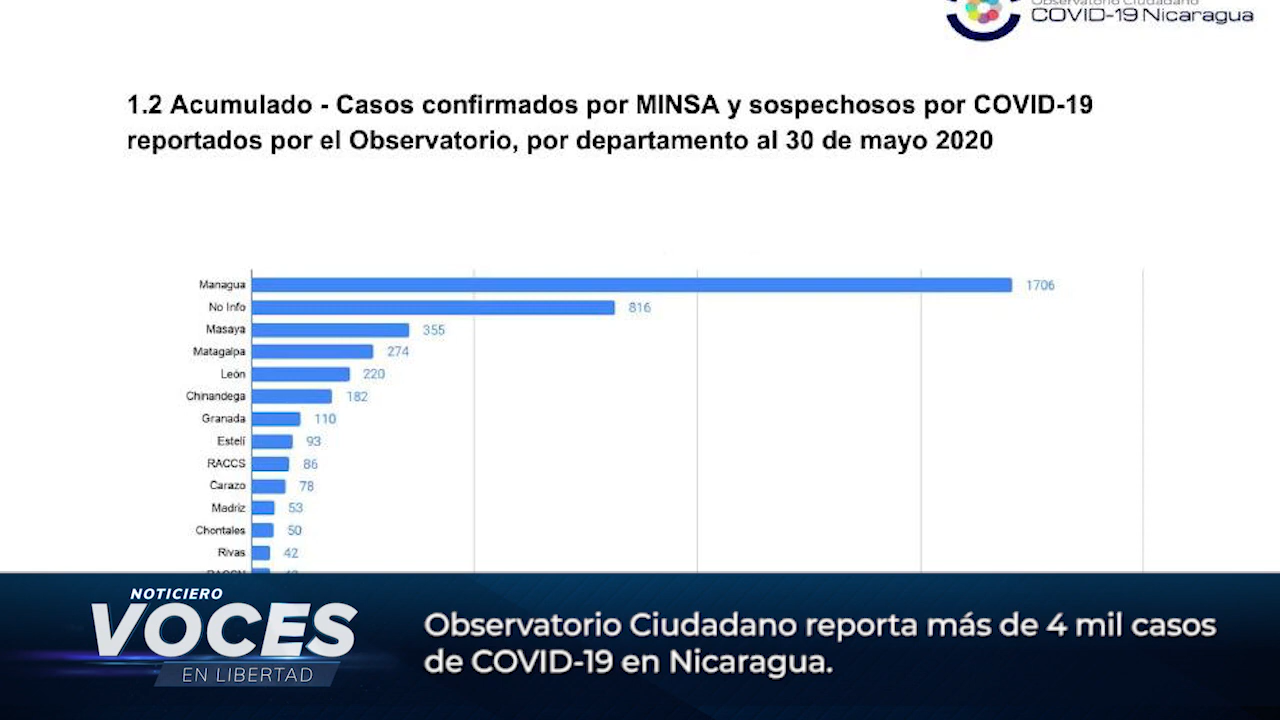 COVID-19 Nicaragua
1.2 Acumulado - Casos confirmados por MINSA y sospechosos por COVID-19
reportados por el Observatorio, por departamento al 30 de mayo 2020
Managua 1706
No Info 816
Masaya 355
Matagalpa 274
León 220
Chinandega 182
Granada 110
Estelí 93
RACCS 86
Carazo 78
Madriz 53
Chontales 50
Rivas 42
NOTICIERO
VOCES
EN LIBERTAD
Observatorio Ciudadano reporta más de 4 mil casos
de COVID-19 en Nicaragua.